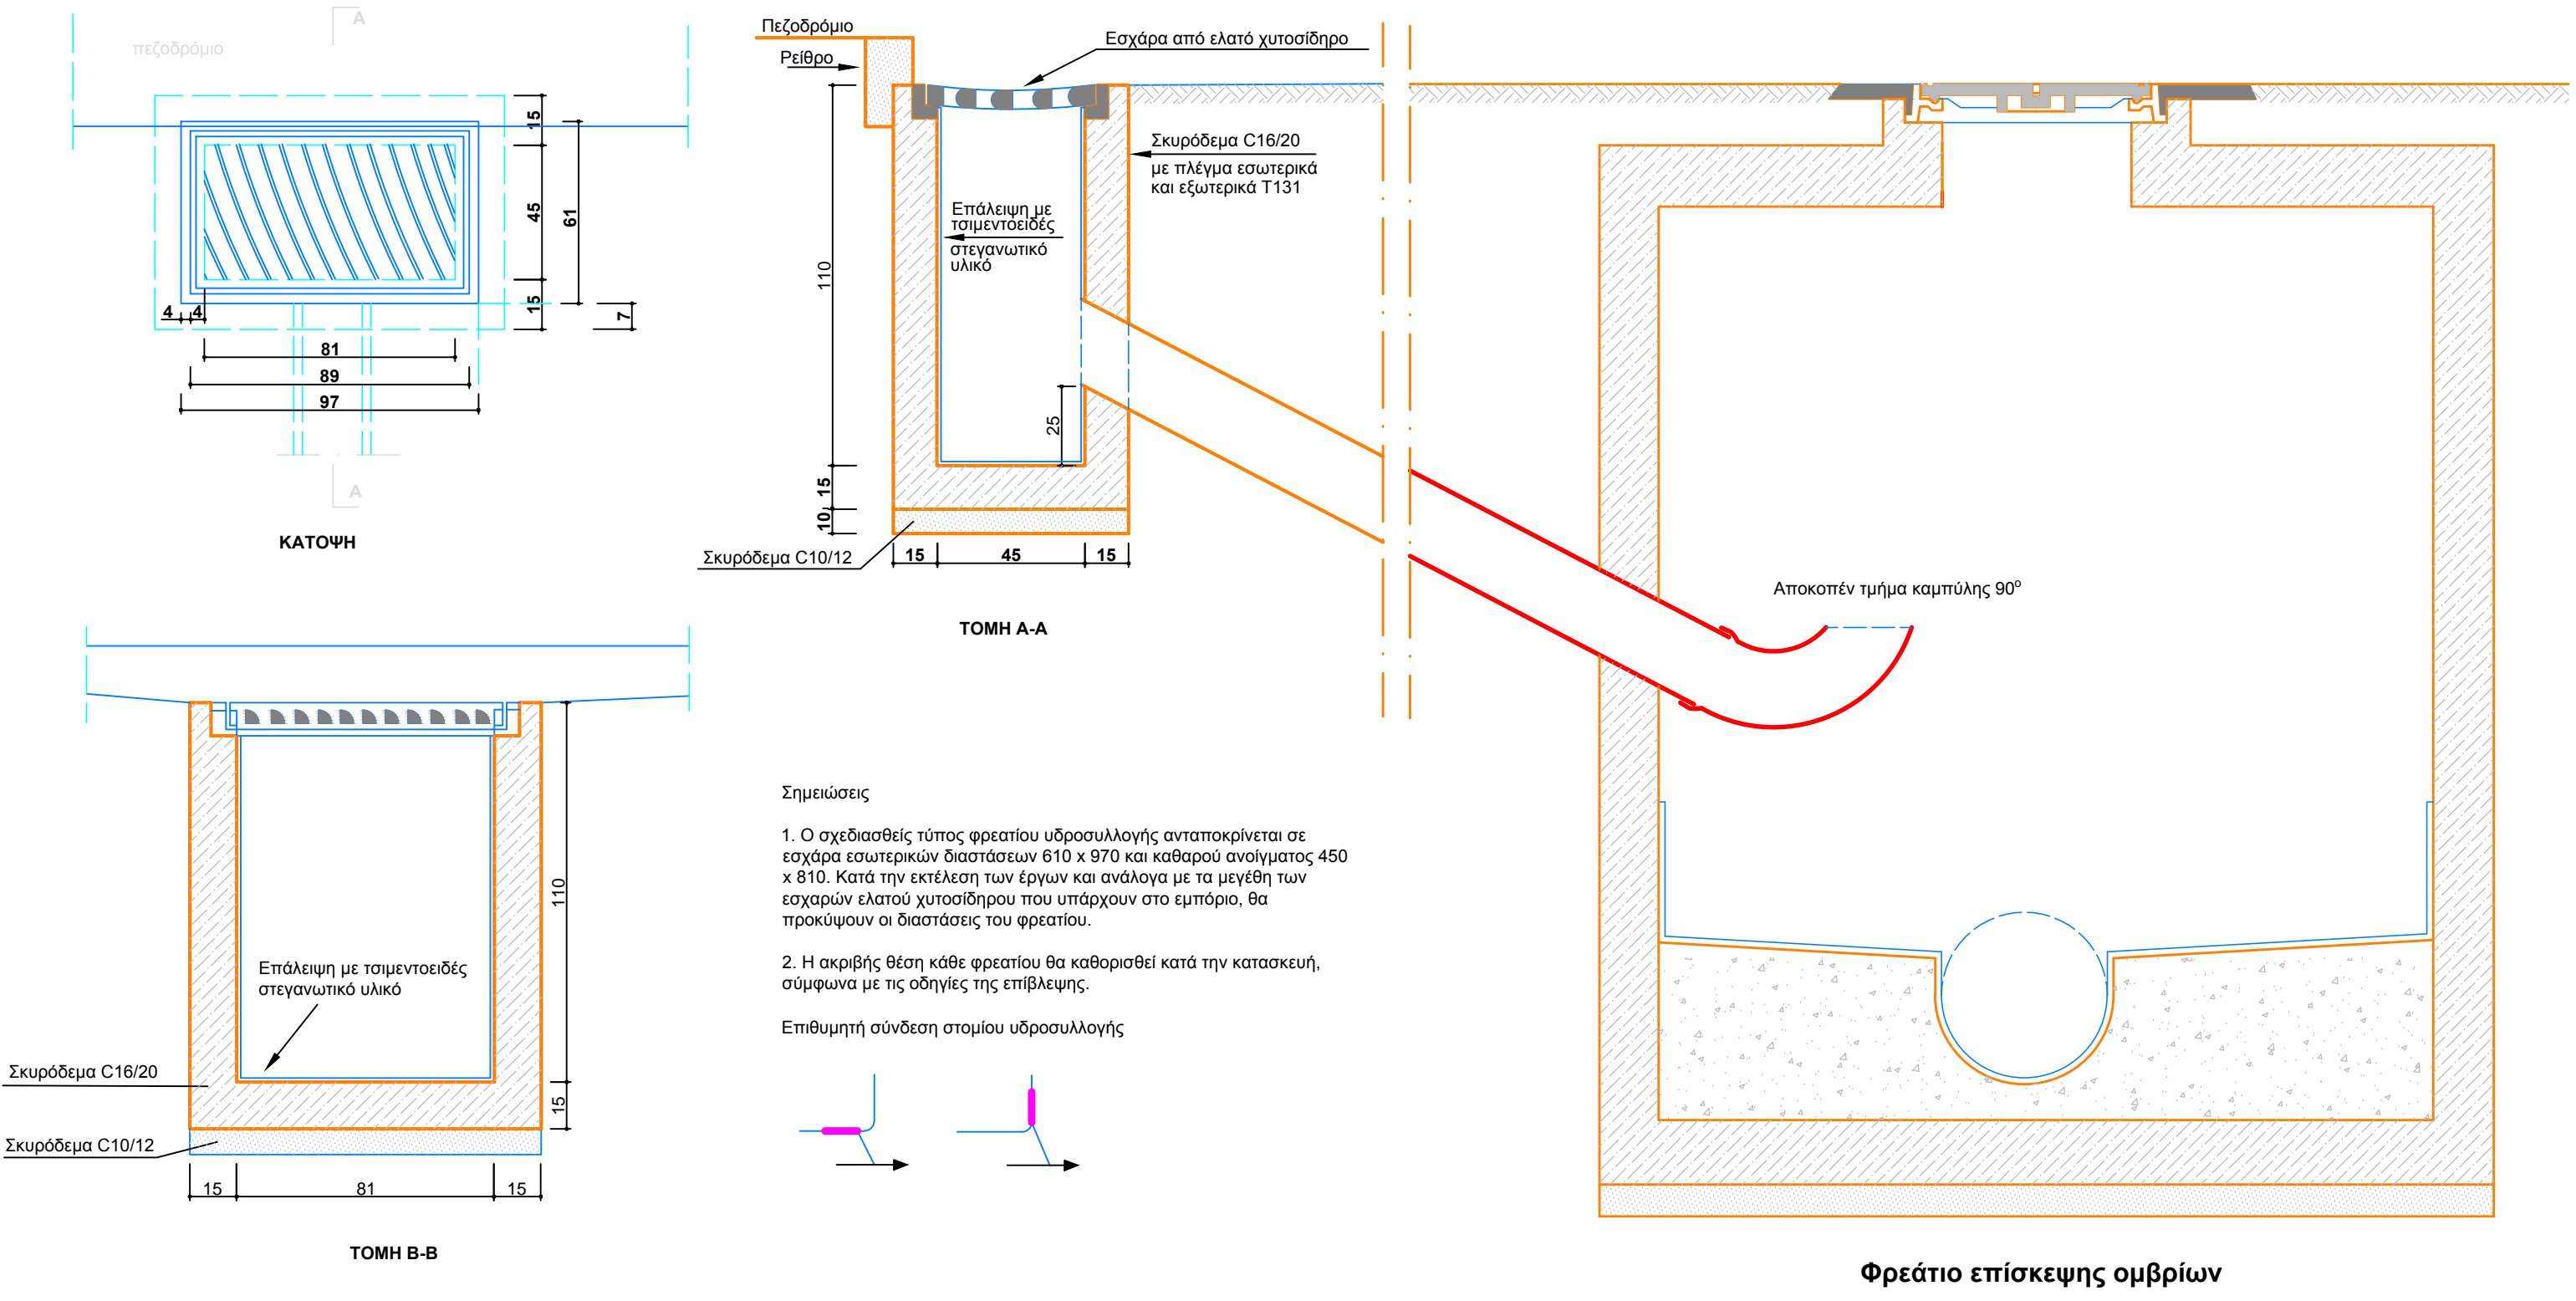 A
πεζοδρόμιο
15
45
61
15
7
4
4
81
89
97
A
ΚΑΤΟΨΗ
Πεζοδρόμιο
Ρείθρο
Εσχάρα από ελατό χυτοσίδηρο
Σκυρόδεμα C16/20
με πλέγμα εσωτερικά
και εξωτερικά Τ131
Επάλειψη με
τσιμεντοειδές
στεγανωτικό
υλικό
110
25
15
10
Σκυρόδεμα C10/12
15
45
15
ΤΟΜΗ Α-Α
Αποκοπέν τμήμα καμπύλης 90°
110
Επάλειψη με τσιμεντοειδές
στεγανωτικό υλικό
Σκυρόδεμα C16/20
15
Σκυρόδεμα C10/12
15
81
15
ΤΟΜΗ Β-Β
Σημειώσεις
1. Ο σχεδιασθείς τύπος φρεατίου υδροσυλλογής ανταποκρίνεται σε
εσχάρα εσωτερικών διαστάσεων 610 x 970 και καθαρού ανοίγματος 450
x 810. Κατά την εκτέλεση των έργων και ανάλογα με τα μεγέθη των
εσχαρών ελατού χυτοσίδηρου που υπάρχουν στο εμπόριο, θα
προκύψουν οι διαστάσεις του φρεατίου.
2. Η ακριβής θέση κάθε φρεατίου θα καθορισθεί κατά την κατασκευή,
σύμφωνα με τις οδηγίες της επίβλεψης.
Επιθυμητή σύνδεση στομίου υδροσυλλογής
Φρεάτιο επίσκεψης ομβρίων